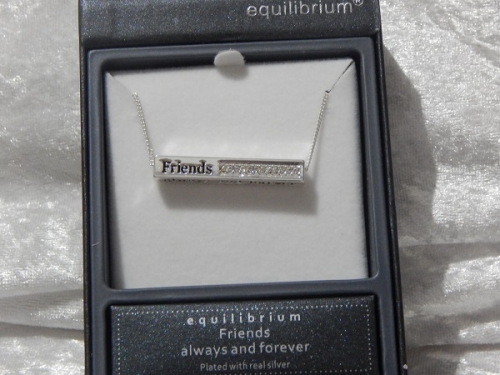 equilibrium®
Friends
equilibrium
Friends
always and forever
Plated with real silver